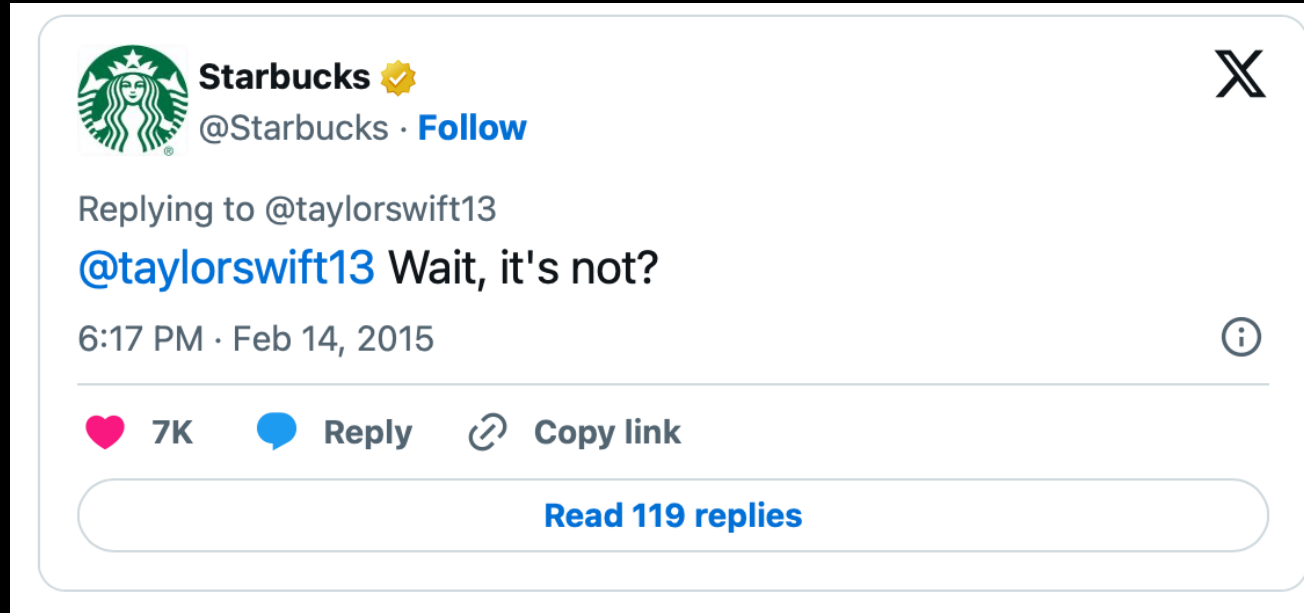 Starbucks
@Starbucks · Follow
Replying to @taylorswift13
@taylorswift13 Wait, it's not?
6:17 PM · Feb 14, 2015
7K Reply Copy link
Read 119 replies